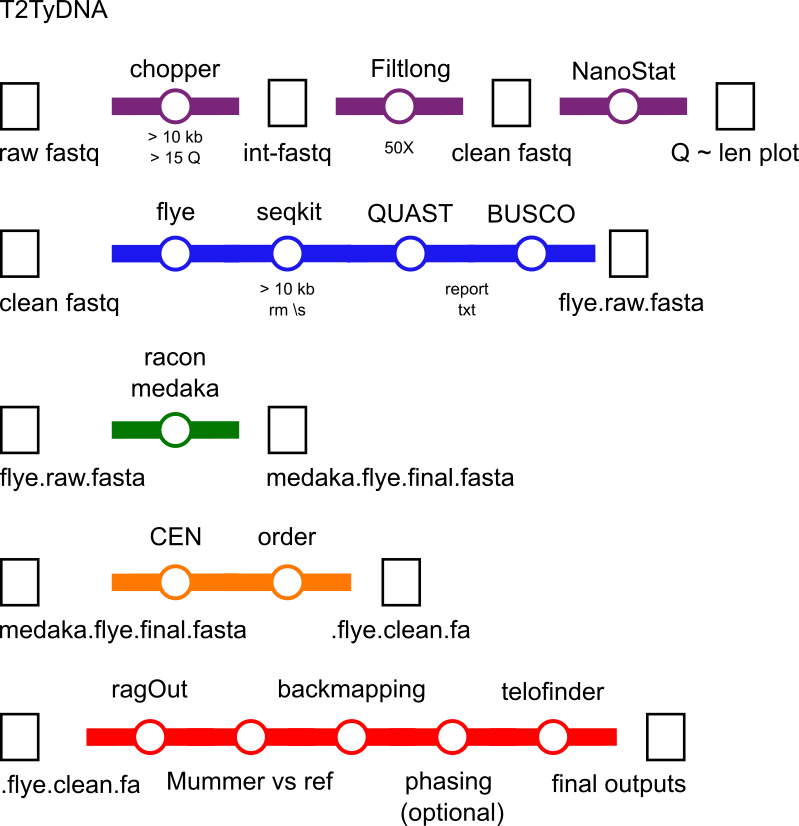 T2TyDNA
chopper
Filtlong
NanoStat
> 10 kb
> 15 Q
50X
raw fastq
int-fastq
clean fastq
Q ~ len plot
flye
seqkit
QUAST
BUSCO
> 10 kb
rm \s
report
txt
clean fastq
flye.raw.fasta
racon
medaka
flye.raw.fasta
medaka.flye.final.fasta
CEN
order
medaka.flye.final.fasta
.flye.clean.fa
ragOut
backmapping
telofinder
.flye.clean.fa
Mummer vs ref
phasing
(optional)
final outputs